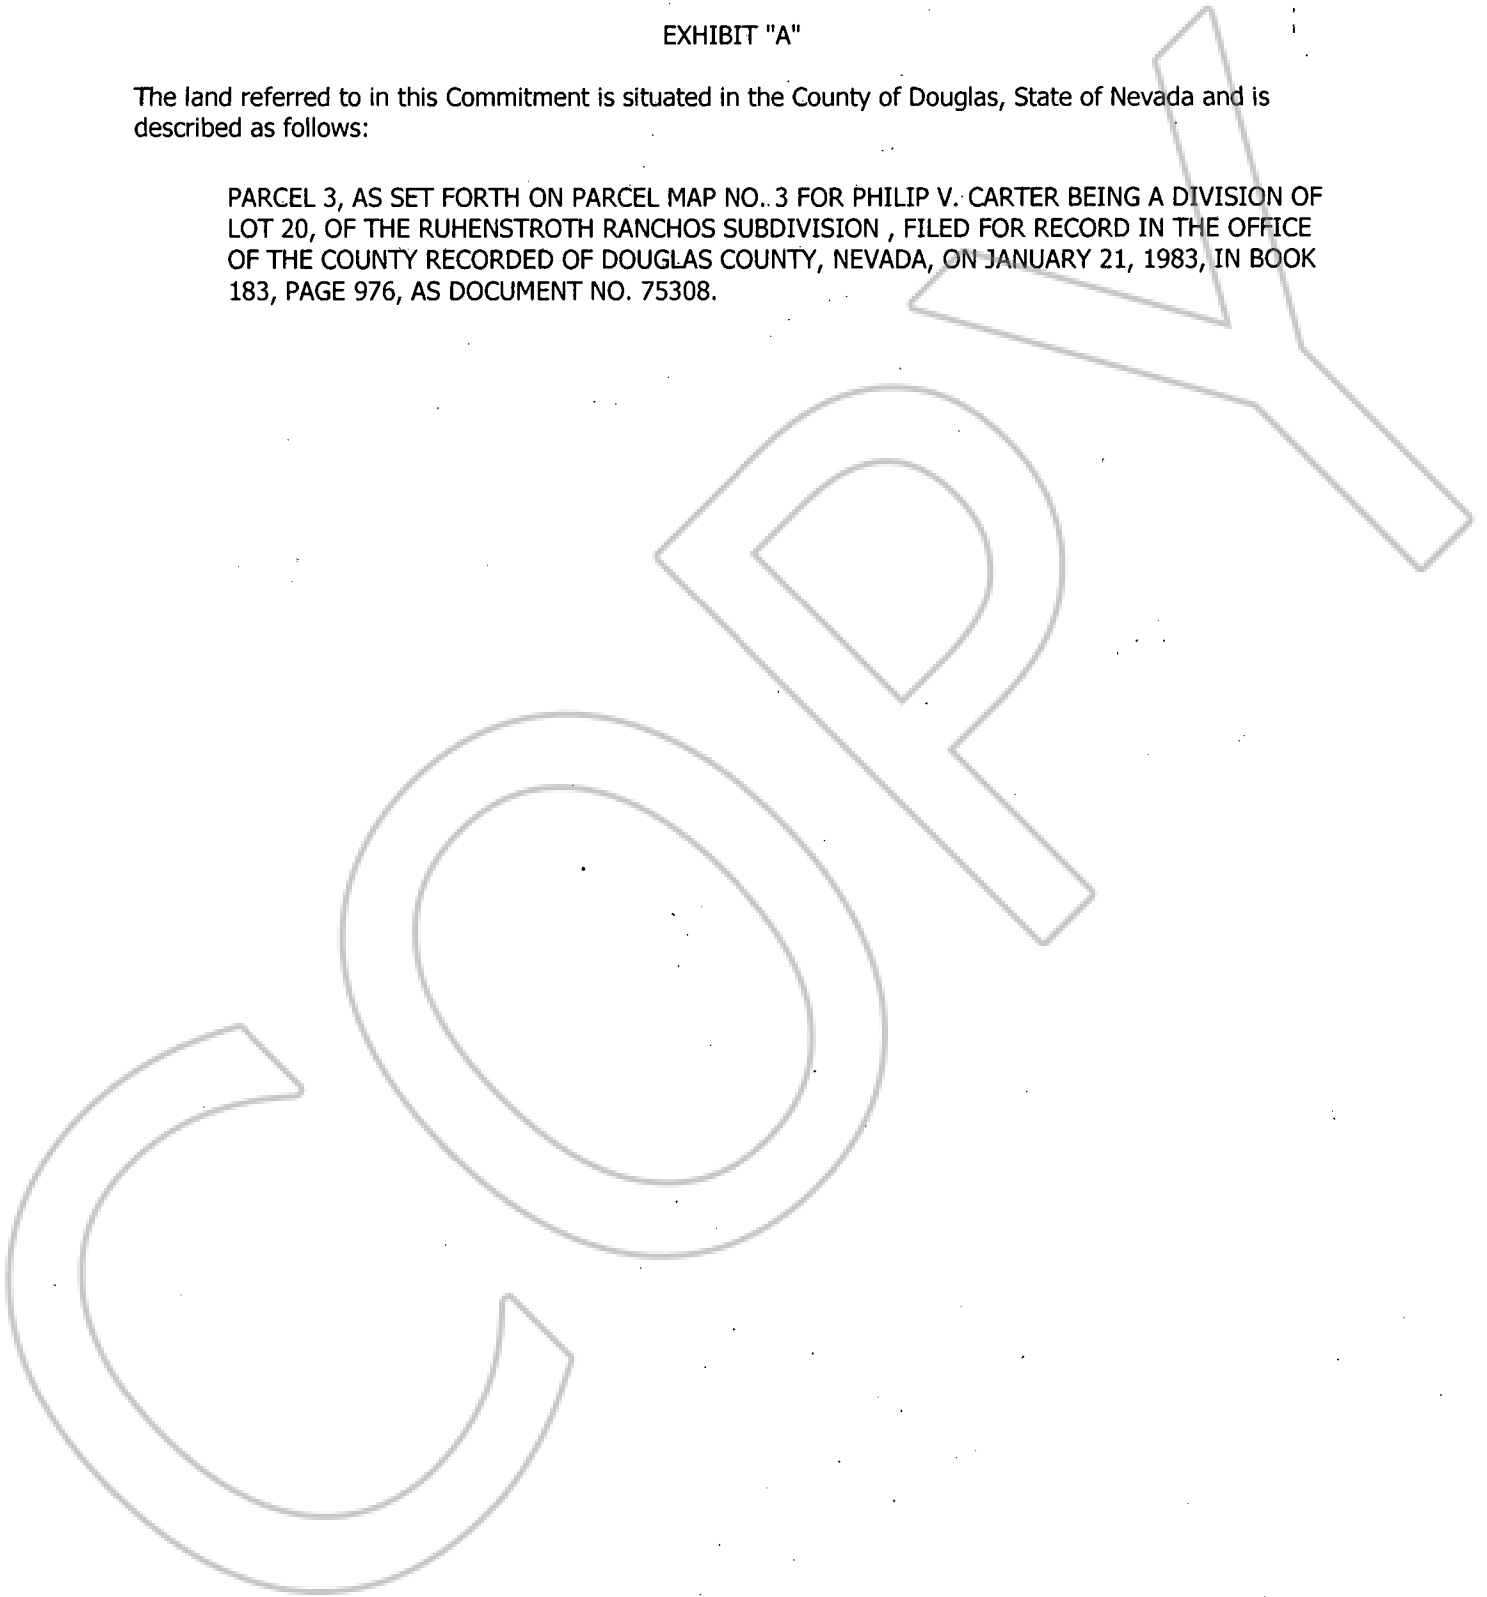 EXHIBIT "A"
The land referred to in this Commitment is situated in the County of Douglas, State of Nevada and is
described as follows:
PARCEL 3, AS SET FORTH ON PARCEL MAP NO. 3 FOR PHILIP V. CARTER BEING A DIVISION OF
LOT 20, OF THE RUHENSTROTH RANCHOS SUBDIVISION , FILED FOR RECORD IN THE OFFICE
OF THE COUNTY RECORDED OF DOUGLAS COUNTY, NEVADA, ON JANUARY 21, 1983, IN BOOK
183, PAGE 976, AS DOCUMENT NO. 75308.
COPY